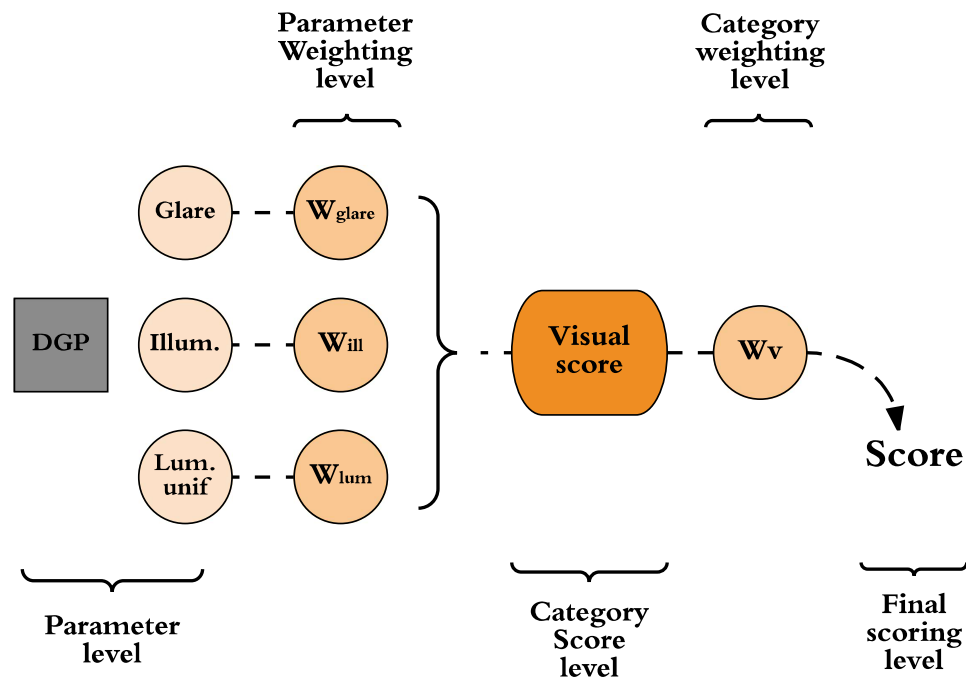 Parameter
Weighting
level
Category
weighting
level
Glare
Wglare
DGP
Illum.
Will
Visual
score
Wv
Lum.
unif
Wlum
Score
Parameter
level
Category
Score
level
Final
scoring
level